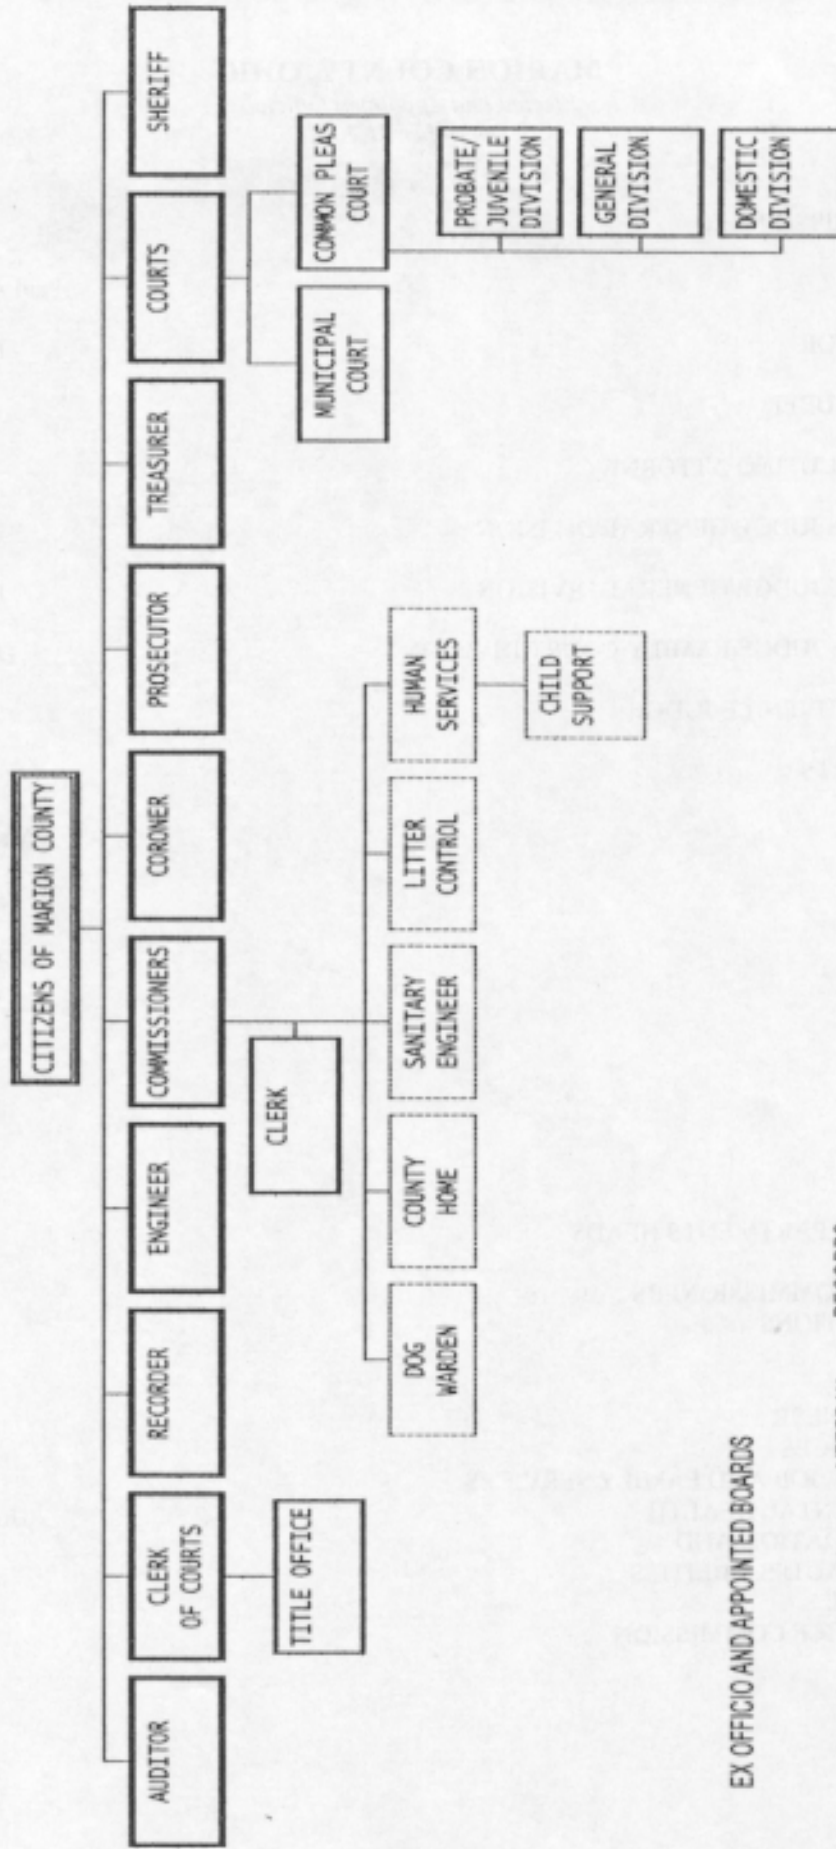 CITIZENS OF MARION COUNTY
AUDITOR
CLERK
OF COURTS
RECORDER
ENGINEER
COMMISSIONERS
CORONER
PROSECUTOR
TREASURER
COURTS
SHERIFF
TITLE OFFICE
CLERK
MUNICIPAL
COURT
COMMON PLEAS
COURT
DOG
WARDEN
COUNTY
HOME
SANITARY
ENGINEER
LITTER
CONTROL
HUMAN
SERVICES
PROBATE/
JUVENILE
DIVISION
CHILD
SUPPORT
GENERAL
DIVISION
DOMESTIC
DIVISION
EX OFFICIO AND APPOINTED BOARDS